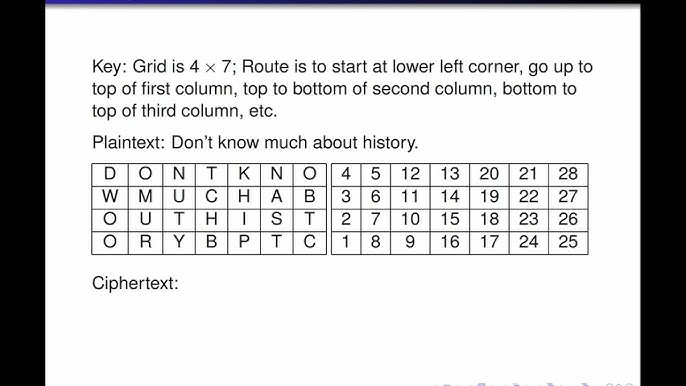 Key: Grid is 4 × 7; Route is to start at lower left corner, go up to
top of first column, top to bottom of second column, bottom to
top of third column, etc.
Plaintext: Don't know much about history.
D O N T K N O 4 5 12 13 20 21 28
W M U C H A B 3 6 11 14 19 22 27
O U T H I S T 2 7 10 15 18 23 26
O R Y B P T C 1 8 9 16 17 24 25
Ciphertext: